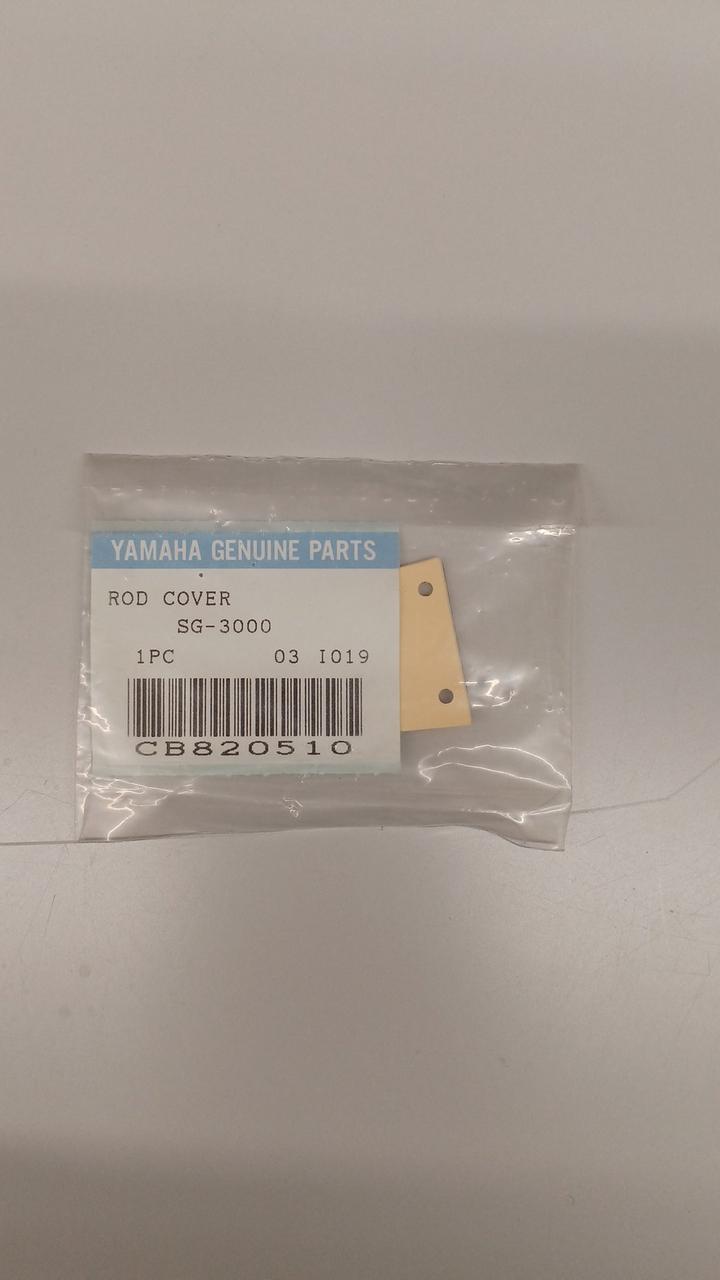 YAMAHA GENUINE PARTS
ROD COVER
SG-3000
1PC 03 I019
CB820510